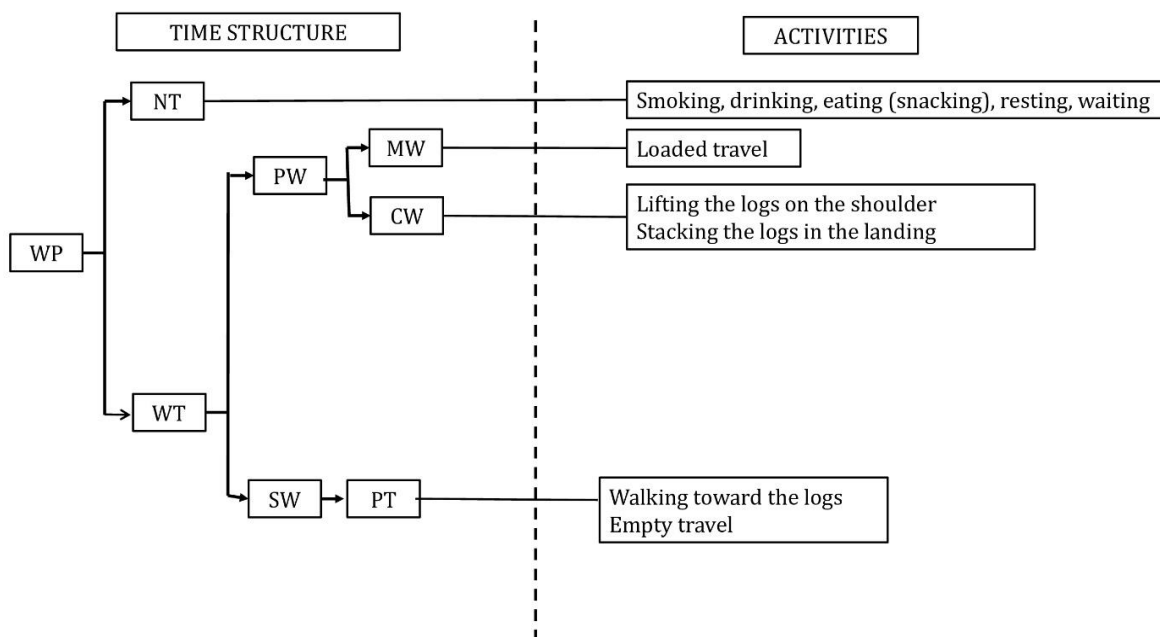 TIME STRUCTURE
ACTIVITIES
NT
Smoking, drinking, eating (snacking), resting, waiting
MW
Loaded travel
PW
CW
Lifting the logs on the shoulder
Stacking the logs in the landing
WP
WT
SW
PT
Walking toward the logs
Empty travel